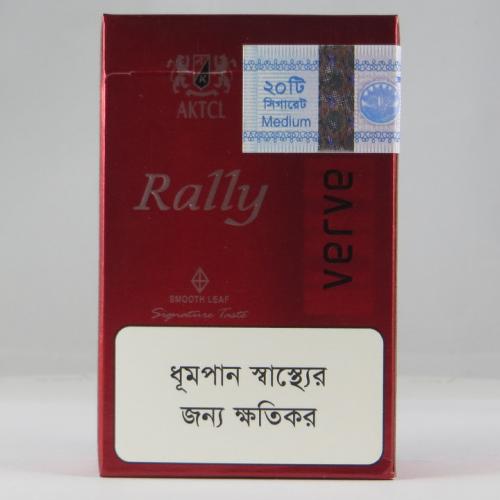 AKTCL
২০টি
সিগারেট
Medium
Rally
verve
SMOOTH LEAF
Signature Taste
ধূমপান স্বাস্থ্যের
জন্য ক্ষতিকর